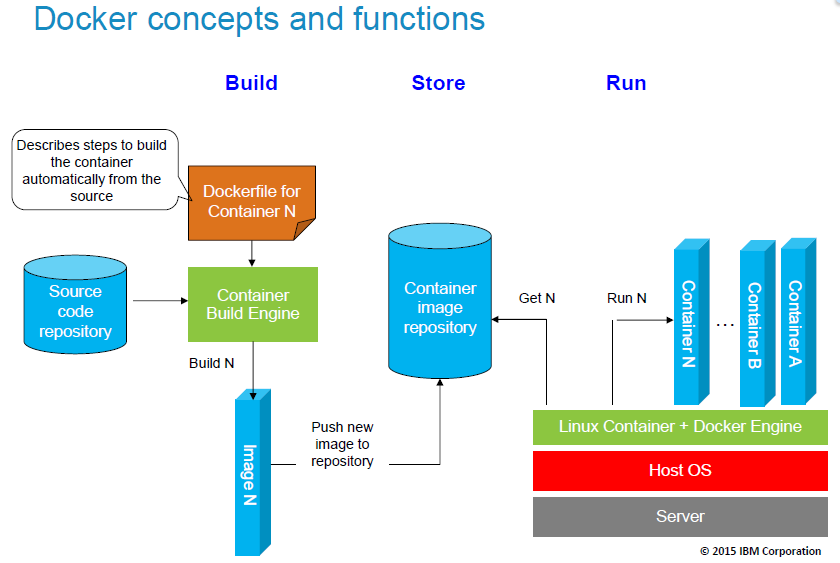 Docker concepts and functions
Build
Store
Run
Describes steps to build
the container
automatically from the
source
Dockerfile for
Container N
Source
code
repository
Container
Build Engine
Build N
Image N
Push new
image to
repository
Container
image
repository
Get N
Run N
Container N
...
Container B
Container A
Linux Container + Docker Engine
Host OS
Server
© 2015 IBM Corporation